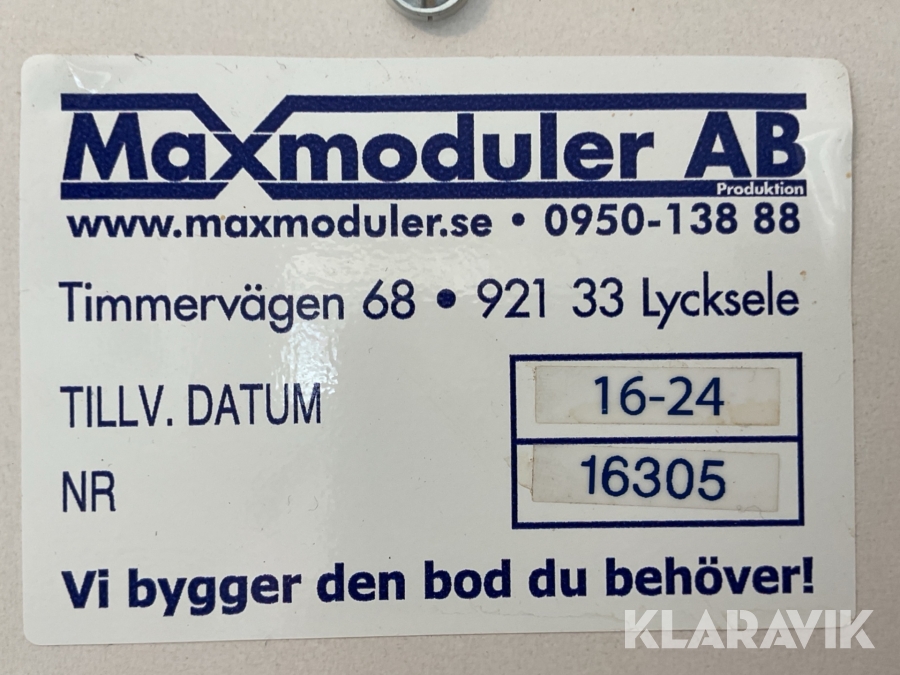 Maxmoduler AB
Produktion
www.maxmoduler.se • 0950-138 88
Timmervägen 68 • 921 33 Lycksele
TILLV. DATUM 16-24
NR 16305
Vi bygger den bod du behöver!
KLARAVIK